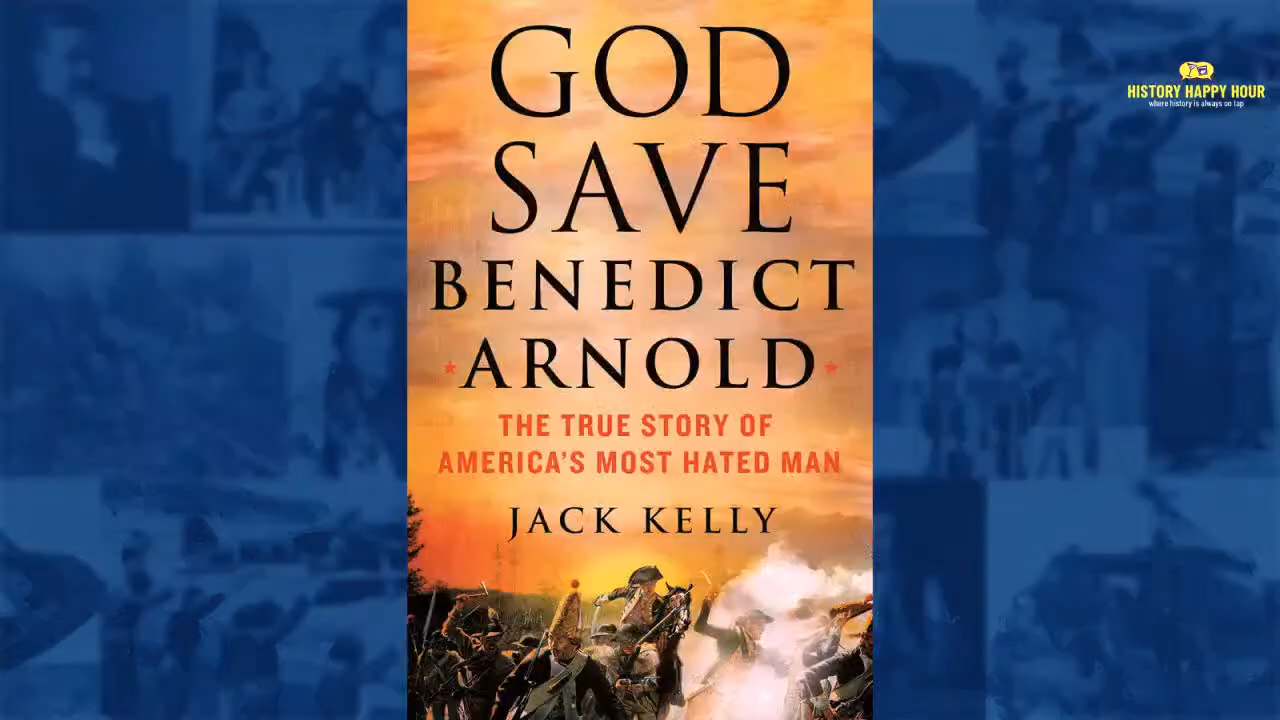 GOD
SAVE
BENEDICT
ARNOLD
THE TRUE STORY OF
AMERICA'S MOST HATED MAN
JACK KELLY
HISTORY HAPPY HOUR
where history is always on tap